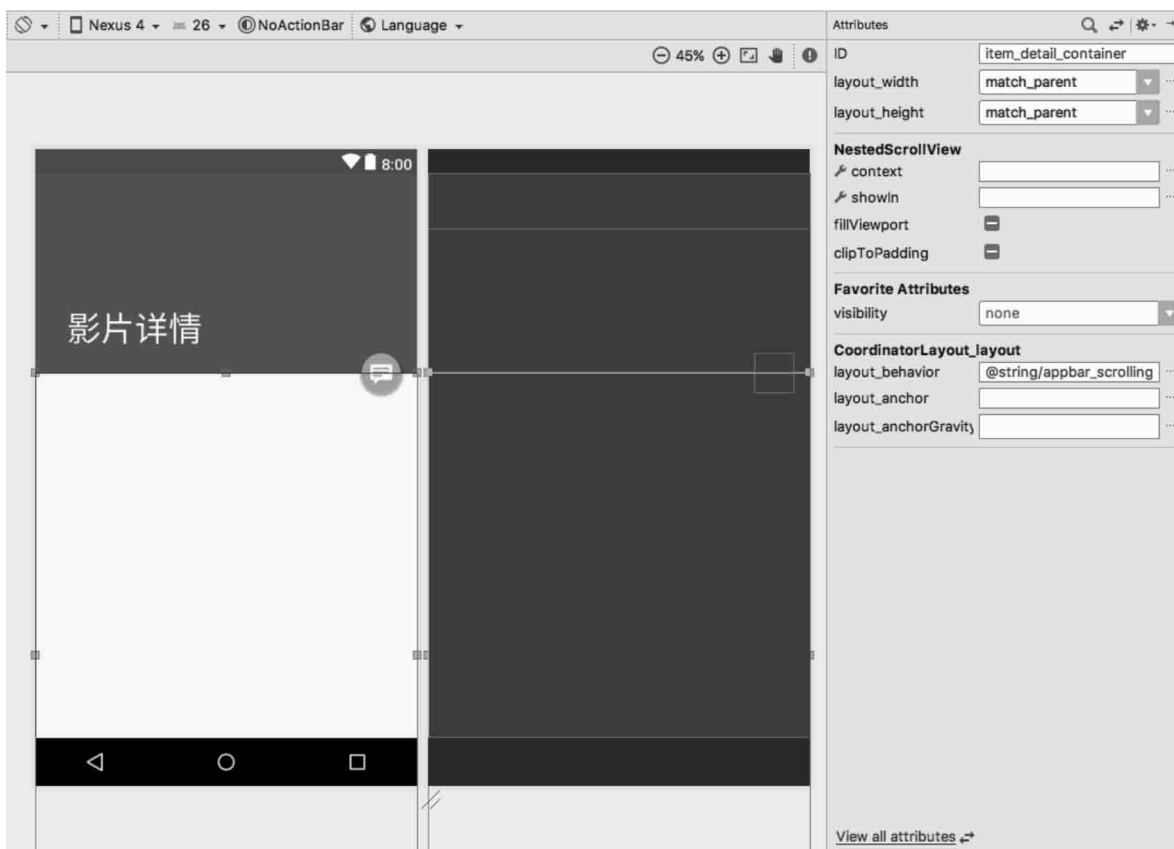 Nexus 4 26 NoActionBar Language
45%
8:00
影片详情
Attributes
ID item_detail_container
layout_width match_parent
layout_height match_parent
NestedScrollView
context
showIn
fillViewport
clipToPadding
Favorite Attributes
visibility none
CoordinatorLayout_layout
layout_behavior @string/appbar_scrolling
layout_anchor
layout_anchorGravity
View all attributes